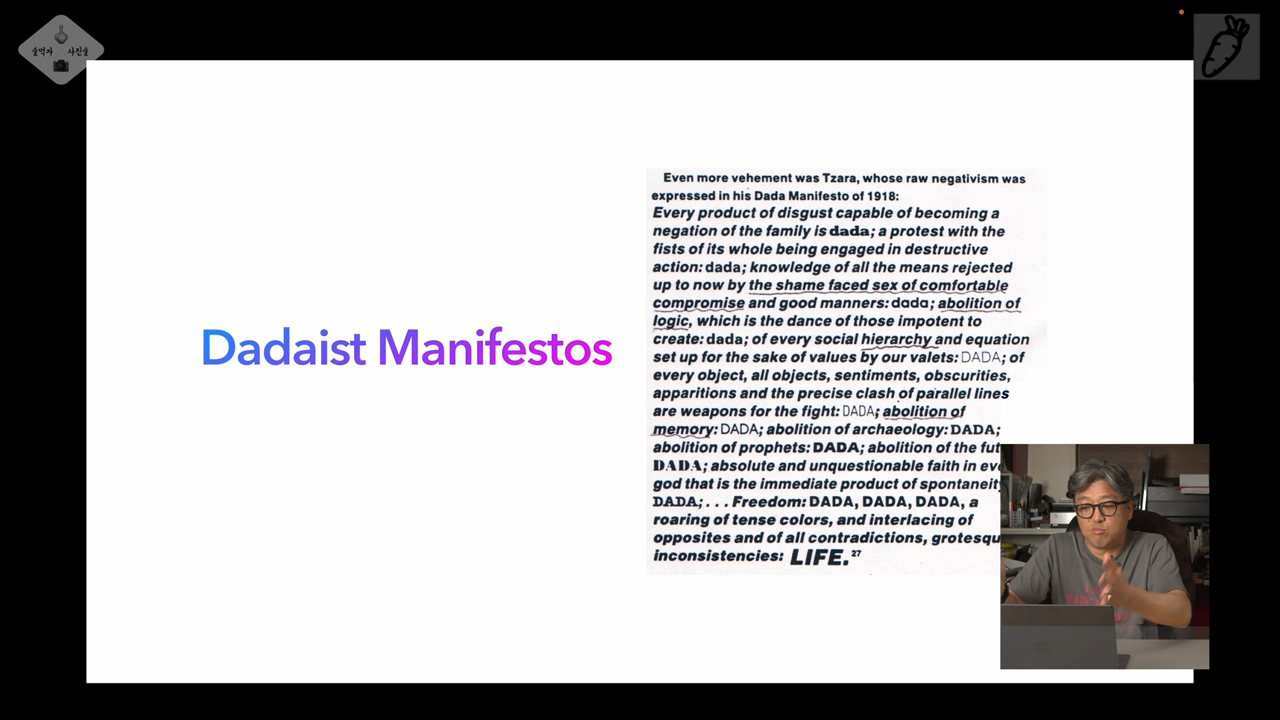 술먹자 사진술
Dadaist Manifestos
Even more vehement was Tzara, whose raw negativism was
expressed in his Dada Manifesto of 1918:
Every product of disgust capable of becoming a
negation of the family is dada; a protest with the
fists of its whole being engaged in destructive
action: dada; knowledge of all the means rejected
up to now by the shame faced sex of comfortable
compromise and good manners: dada; abolition of
logic, which is the dance of those impotent to
create: dada; of every social hierarchy and equation
set up for the sake of values by our valets: DADA; of
every object, all objects, sentiments, obscurities,
apparitions and the precise clash of parallel lines
are weapons for the fight: DADA; abolition of
memory: DADA; abolition of archaeology: DADA;
abolition of prophets: DADA; abolition of the fut
DADA; absolute and unquestionable faith in eve
god that is the immediate product of spontaneit
DADA; . . . Freedom: DADA, DADA, DADA, a
roaring of tense colors, and interlacing of
opposites and of all contradictions, grotesqu
inconsistencies: LIFE.27